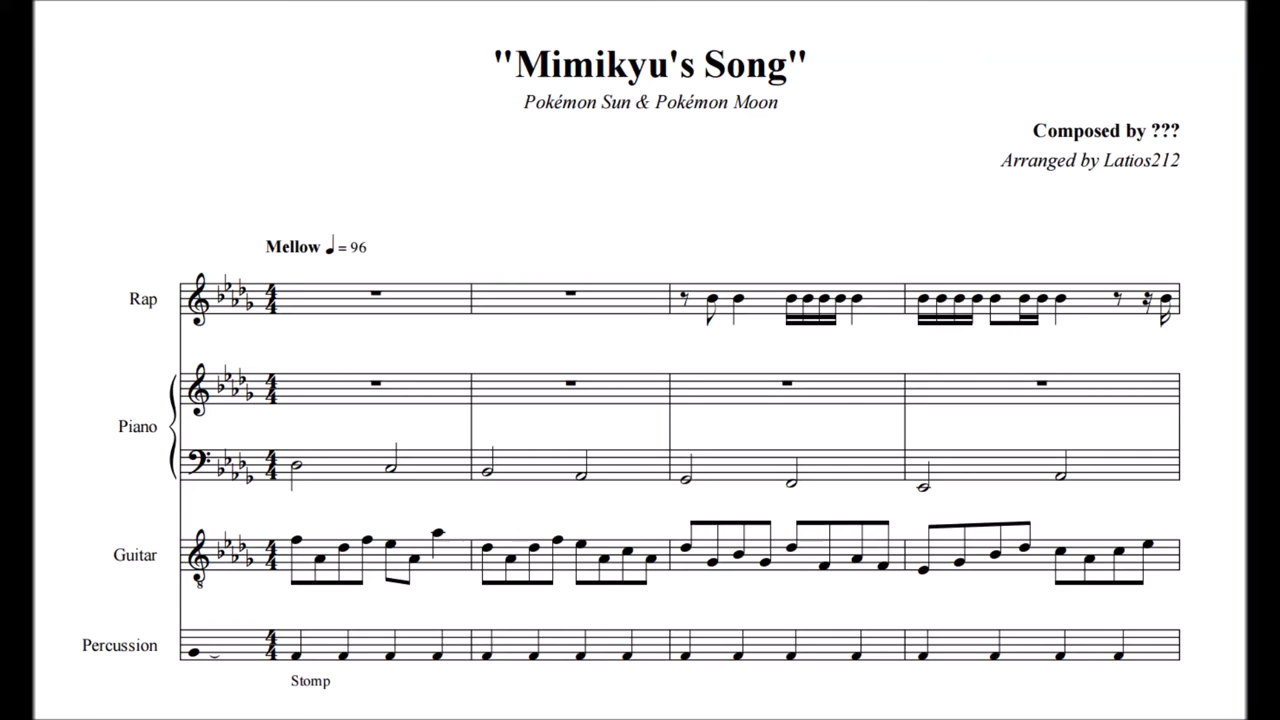 "Mimikyu's Song"
Pokémon Sun & Pokémon Moon
Composed by ???
Arranged by Latios212
Mellow ♩ = 96
Rap
Piano
Guitar
Percussion
Stomp